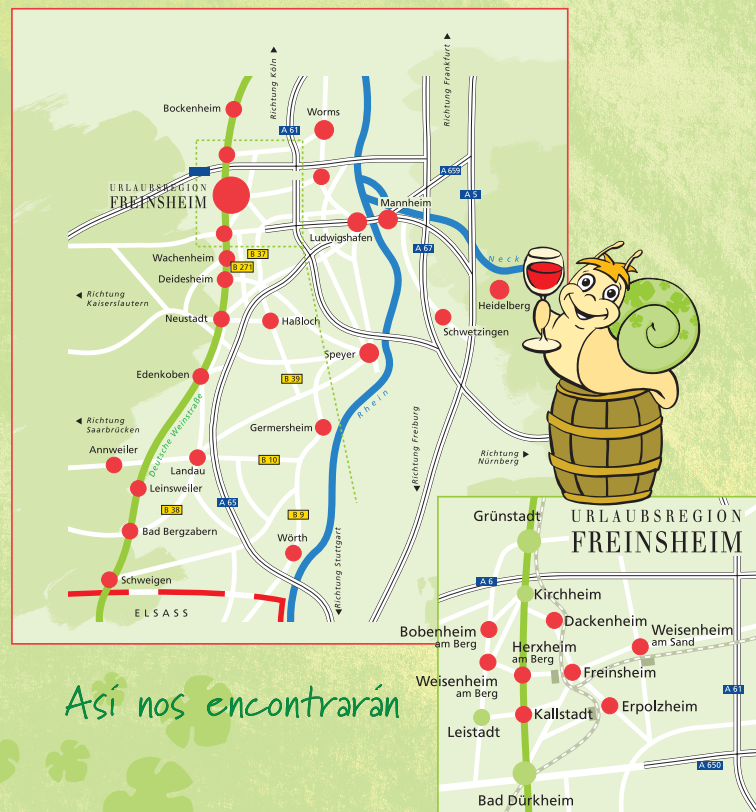 Richtung Köln
Richtung Frankfurt
Bockenheim
Worms
A 61
A 659
URLAUBSREGION
FREINSHEIM
A 5
Mannheim
Ludwigshafen
A 67
Wachenheim
B 37
B 271
Neck
Deidesheim
Richtung
Kaiserslautern
Heidelberg
Neustadt
Haßloch
Schwetzingen
Speyer
Edenkoben
B 39
Rhein
Richtung
Saarbrücken
Deutsche Weinstraße
Germersheim
Richtung Freiburg
Annweiler
Landau
B 10
Richtung
Nürnberg
Leinsweiler
A 65
B 38
B 9
Bad Bergzabern
Wörth
Richtung Stuttgart
Schweigen
ELSASS
Grünstadt
URLAUBSREGION
FREINSHEIM
A 6
Kirchheim
Dackenheim
Bobenheim
am Berg
Weisenheim
am Sand
Herxheim
am Berg
Weisenheim
am Berg
Freinsheim
A 61
Erpolzheim
Kallstadt
Leistadt
A 650
Bad Dürkheim
Así nos encontrarán